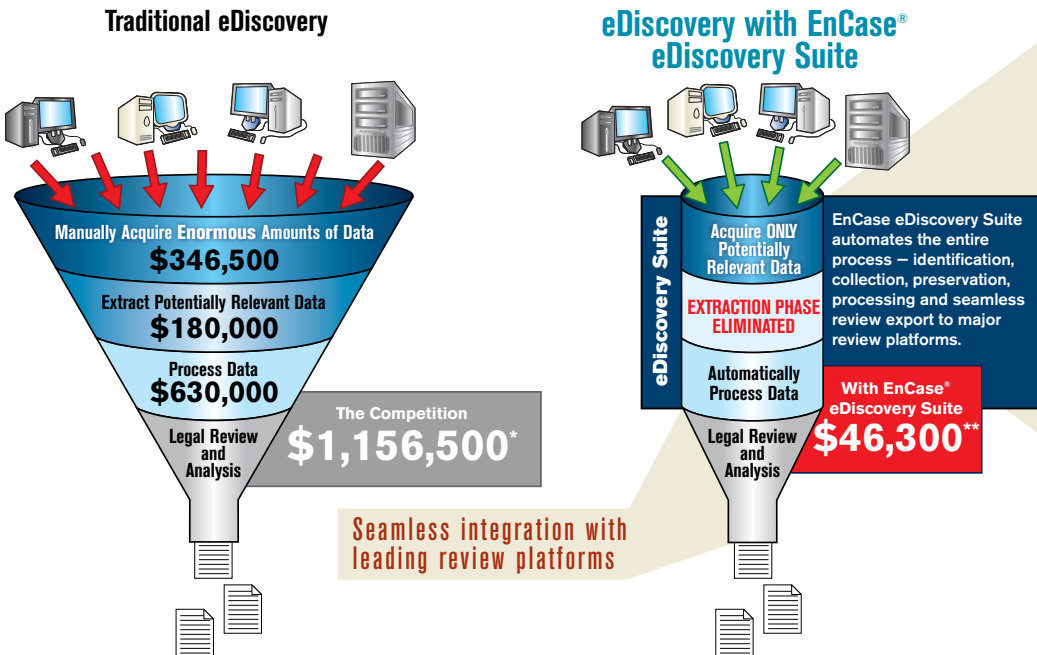 Traditional eDiscovery
Manually Acquire Enormous Amounts of Data
$346,500
Extract Potentially Relevant Data
$180,000
Process Data
$630,000
Legal Review
and
Analysis
The Competition
$1,156,500*
eDiscovery with EnCase®
eDiscovery Suite
eDiscovery Suite
Acquire ONLY
Potentially
Relevant Data
EXTRACTION PHASE
ELIMINATED
Automatically
Process Data
Legal Review
and
Analysis
EnCase eDiscovery Suite
automates the entire
process – identification,
collection, preservation,
processing and seamless
review export to major
review platforms.
With EnCase®
eDiscovery Suite
$46,300**
Seamless integration with
leading review platforms